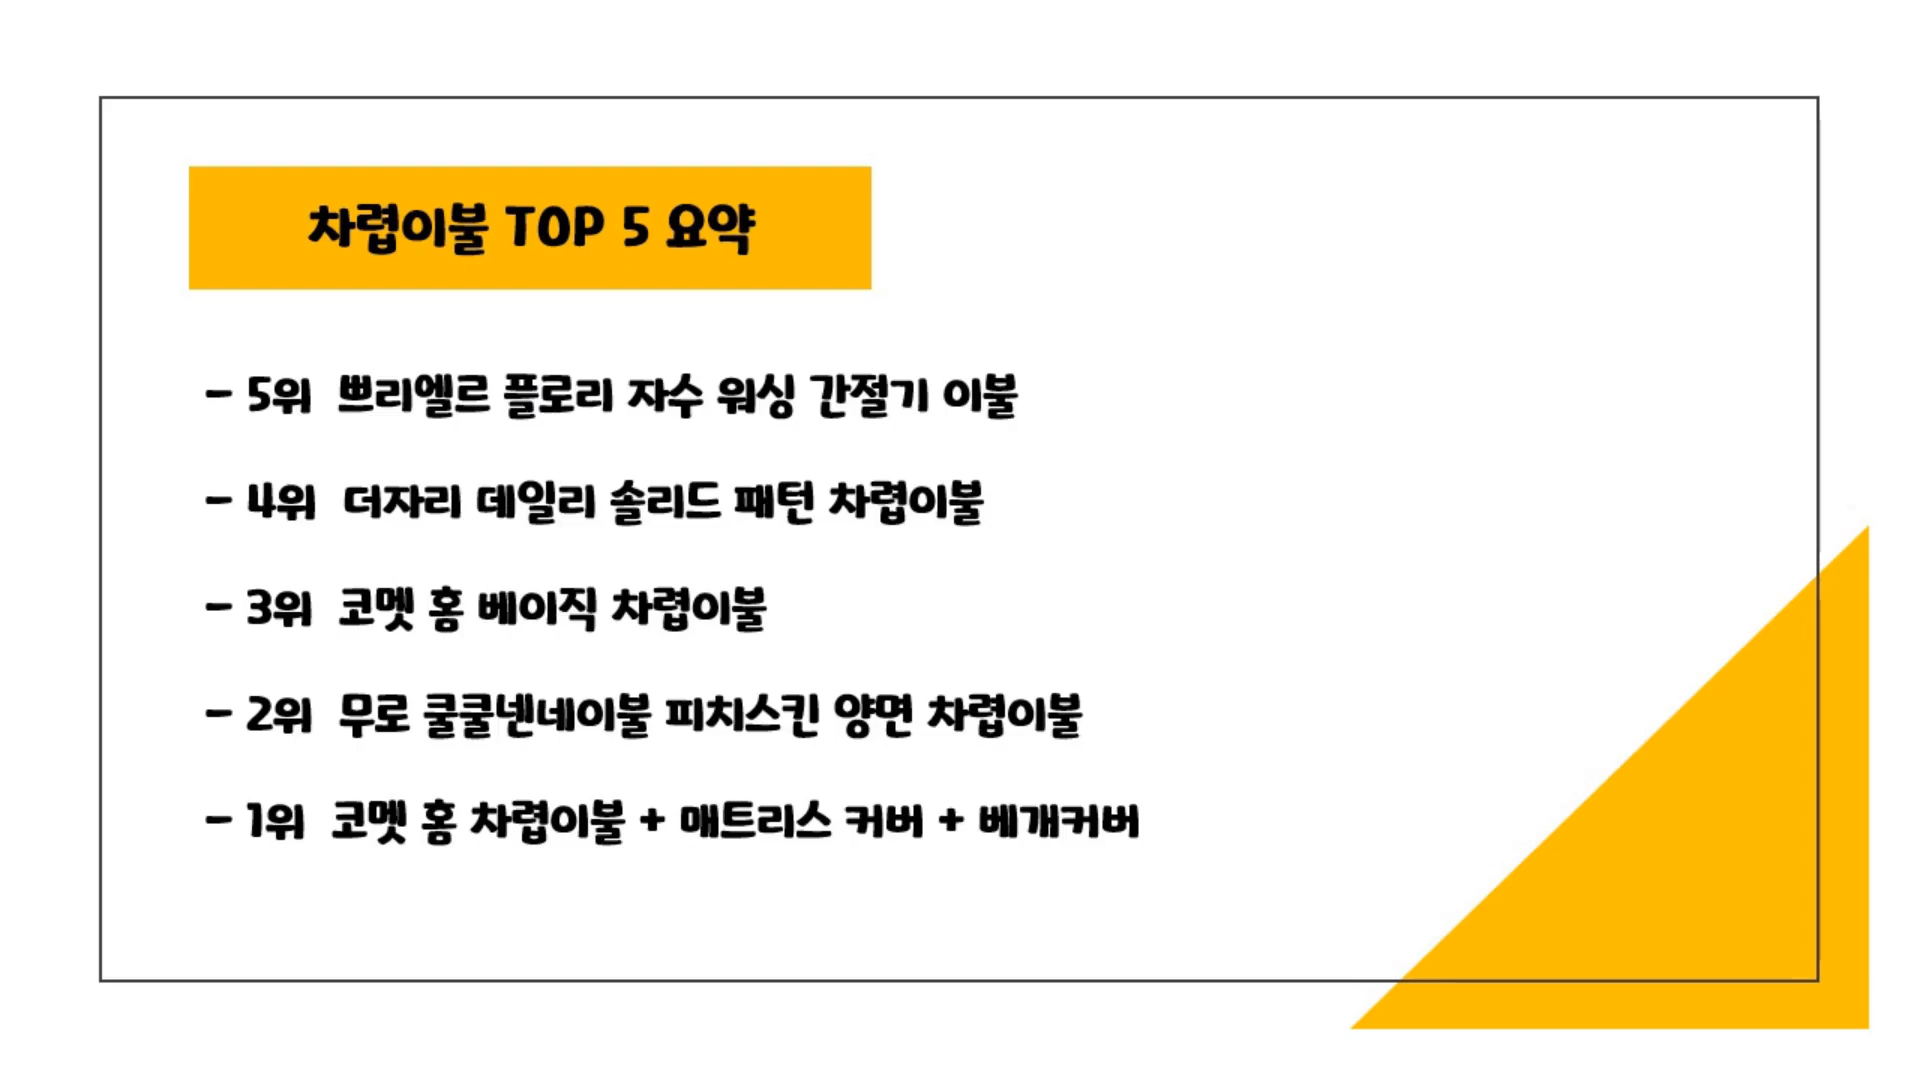 차렵이불 TOP 5 요약
- 5위 쁘리엘르 플로리 자수 워싱 간절기 이불
- 4위 더자리 데일리 솔리드 패턴 차렵이불
- 3위 코멧 홈 베이직 차렵이불
- 2위 무로 쿨쿨넨네이불 피치스킨 양면 차렵이불
- 1위 코멧 홈 차렵이불 + 매트리스 커버 + 베개커버